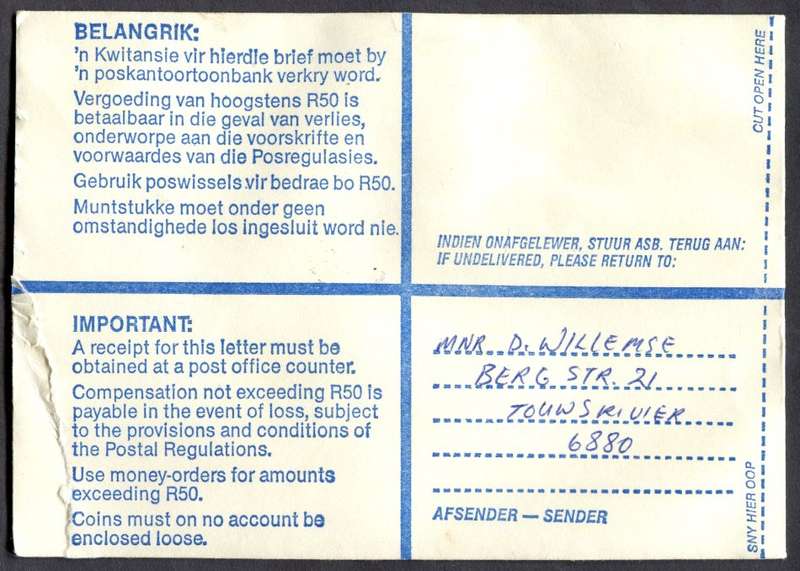 BELANGRIK:
'n Kwitansie vir hierdie brief moet by
'n poskantoortoonbank verkry word.
Vergoeding van hoogstens R50 is
betaalbaar in die geval van verlies,
onderworpe aan die voorskrifte en
voorwaardes van die Posregulasies.
Gebruik poswissels vir bedrae bo R50.
Muntstukke moet onder geen
omstandighede los ingesluit word nie.
INDIEN ONAFGELEWER, STUUR ASB. TERUG AAN:
IF UNDELIVERED, PLEASE RETURN TO:
CUT OPEN HERE
IMPORTANT:
A receipt for this letter must be
obtained at a post office counter.
Compensation not exceeding R50 is
payable in the event of loss, subject
to the provisions and conditions of
the Postal Regulations.
Use money-orders for amounts
exceeding R50.
Coins must on no account be
enclosed loose.
MNR D. WILLEMSE
BERG STR. 21
TOUWSRIVIER
6880
AFSENDER — SENDER
SNY HIER OOP